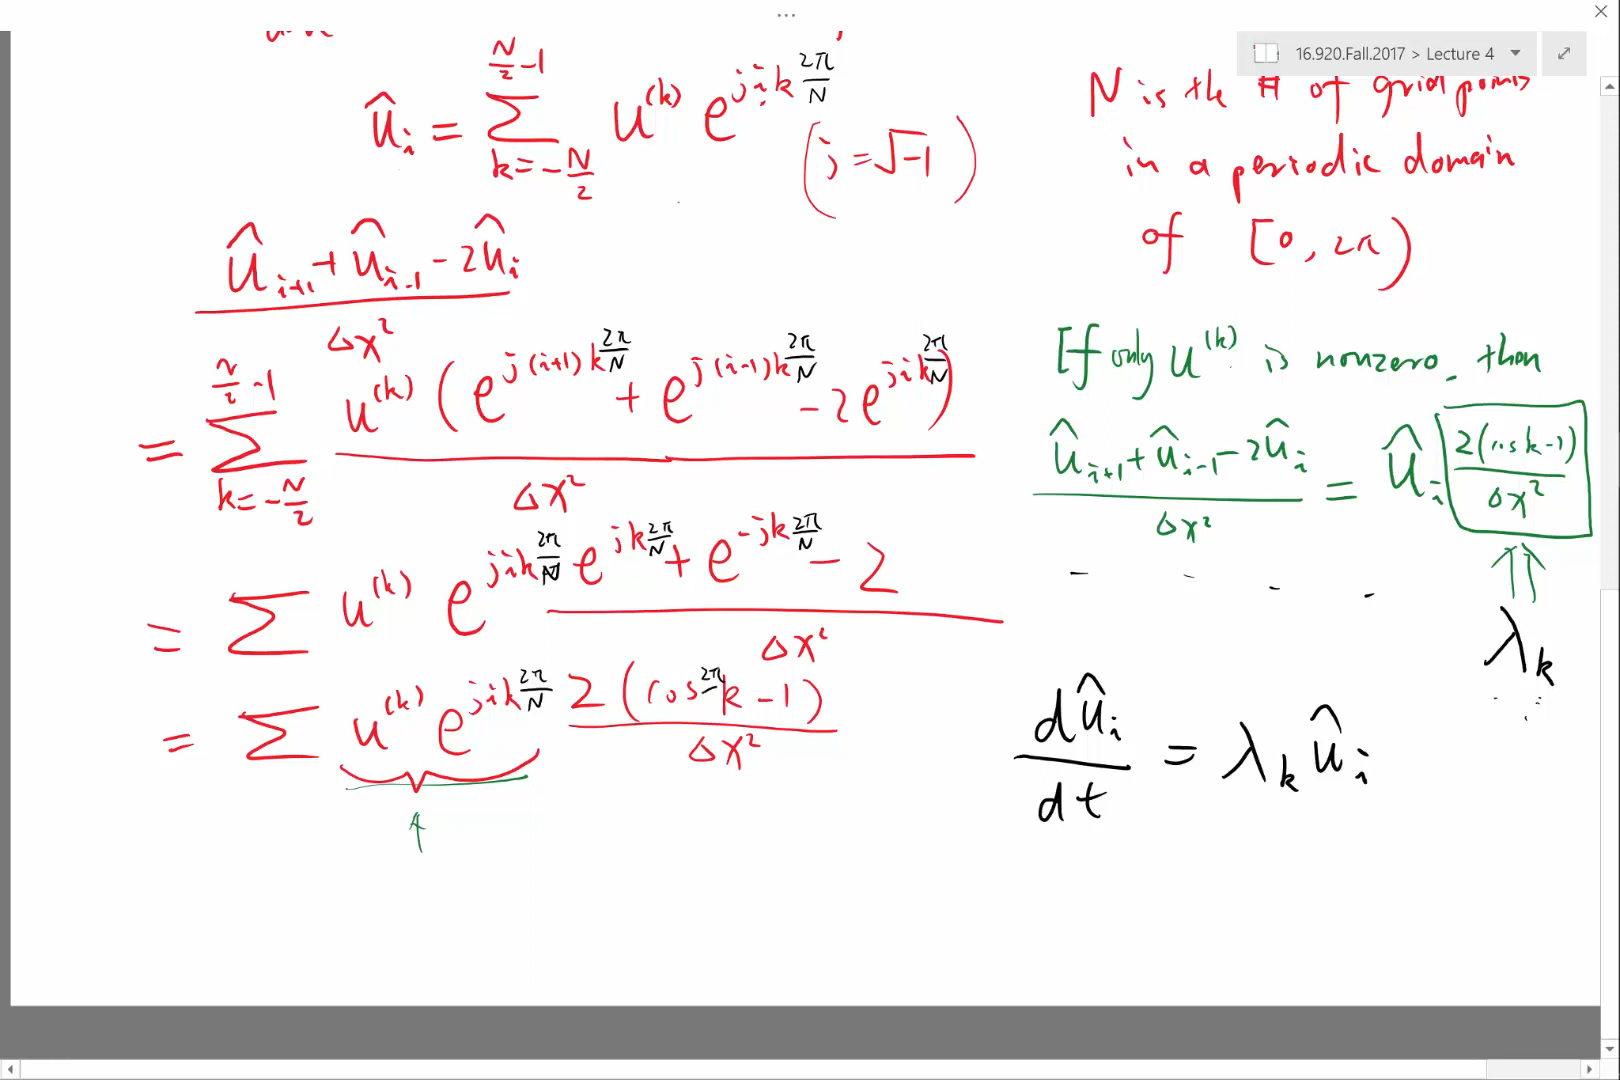 16.920.Fall.2017 > Lecture 4
û_i = Σ_{k=-N/2}^{N/2-1} u^{(k)} e^{jik 2π/N}
(j = √-1)
(û_{i+1} + û_{i-1} - 2û_i) / Δx²
= Σ_{k=-N/2}^{N/2-1} u^{(k)} (e^{j(i+1)k 2π/N} + e^{j(i-1)k 2π/N} - 2e^{jik 2π/N}) / Δx²
= Σ u^{(k)} e^{jik 2π/N} (e^{jk 2π/N} + e^{-jk 2π/N} - 2) / Δx²
= Σ u^{(k)} e^{jik 2π/N} 2(cos 2π k - 1) / Δx²
N is the # of grid points
in a periodic domain
of [0, 2π)
If only u^{(k)} is nonzero, then
(û_{i+1} + û_{i-1} - 2û_i) / Δx² = û_i 2(cos k - 1) / Δx²
λ_k
dû_i / dt = λ_k û_i